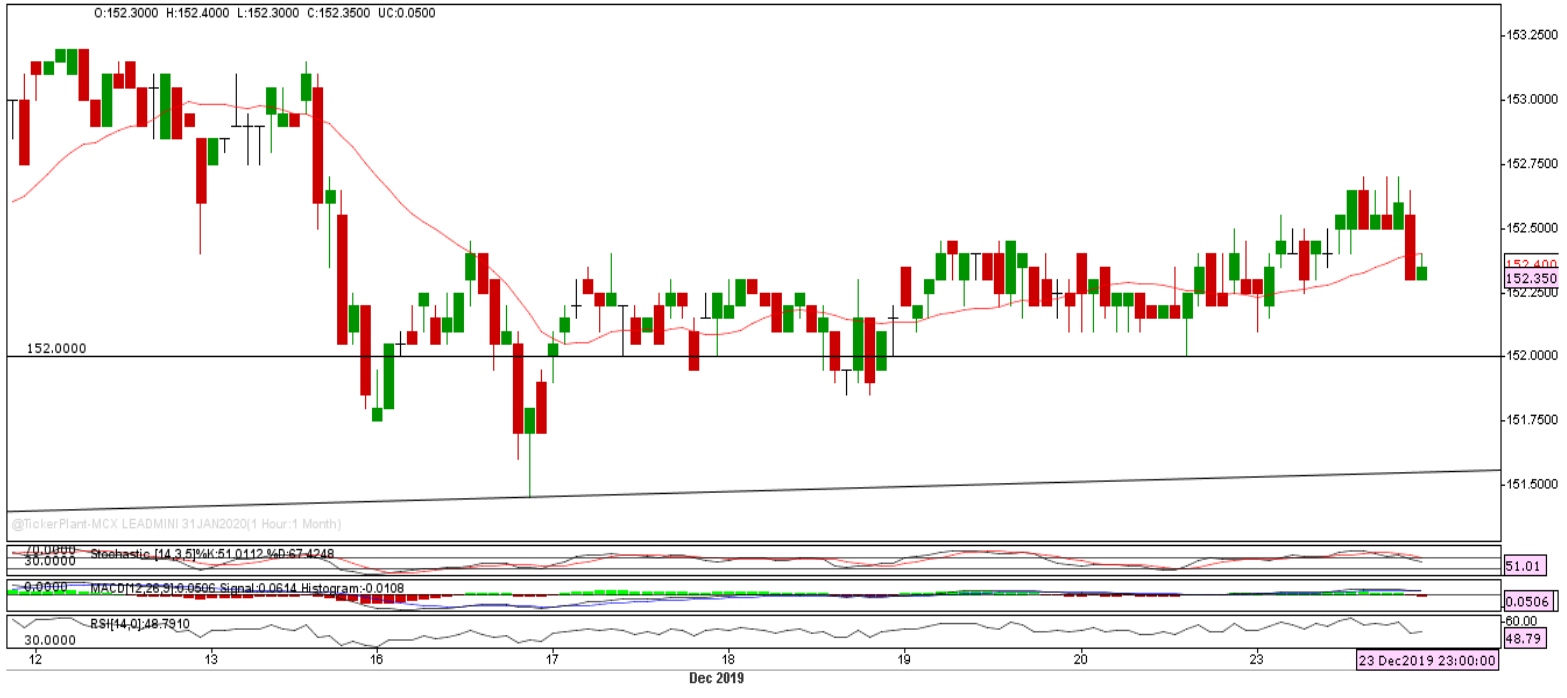 O:152.3000 H:152.4000 L:152.3000 C:152.3500 UC:0.0500
153.2500
153.0000
152.7500
152.5000
152.400
152.350
152.2500
152.0000
152.0000
151.7500
151.5000
@TickerPlant-MCX LEADMINI 31JAN2020(1 Hour:1 Month)
70.0000 Stochastic [14,3,5]%K:51.0112 %D:67.4248
30.0000
51.01
0.0000 MACD[12,26,9]:0.0506 Signal:0.0614 Histogram:-0.0108
0.0506
RSI[14,0]:48.7910
60.00
30.0000
48.79
12 13 16 17 18 19 20 23 23 Dec2019 23:00:00
Dec 2019